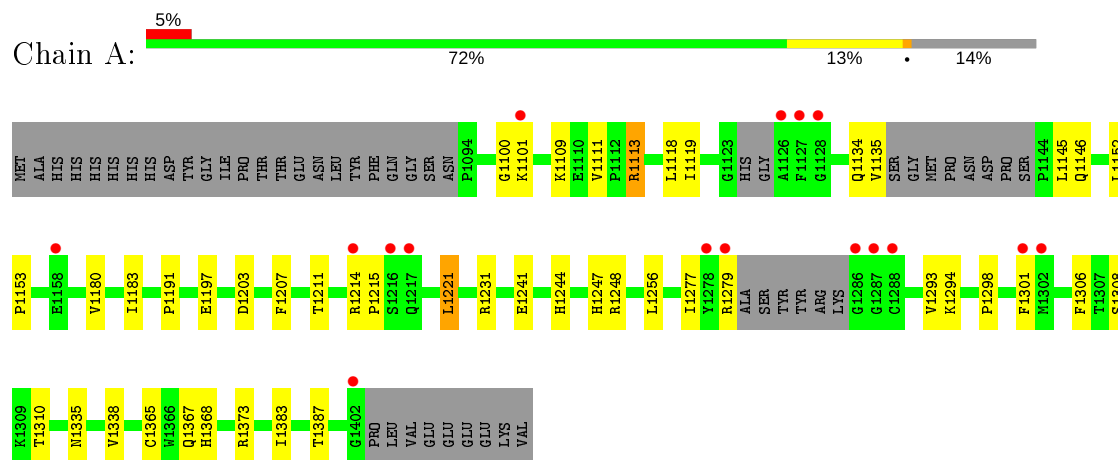 5%
Chain A:
72% 13% • 14%
MET ALA HIS HIS HIS HIS HIS HIS ASP TYR GLY ILE PRO THR THR GLU ASN LEU TYR PHE GLN GLY SER ASN P1094 G1100 K1101 K1109 E1110 V1111 P1112 R1113 L1118 I1119 G1123 HIS GLY A1126 F1127 G1128 Q1134 V1135 SER GLY MET PRO ASN ASP PRO SER P1144 L1145 Q1146 L1152
P1153 E1158 V1180 I1183 P1191 E1197 D1203 F1207 T1211 R1214 P1215 S1216 Q1217 L1221 R1231 E1241 H1244 H1247 R1248 L1256 I1277 Y1278 R1279 ALA SER TYR TYR ARG LYS G1286 G1287 C1288 V1293 K1294 P1298 F1301 M1302 F1306 T1307 S1308
K1309 T1310 N1335 V1338 C1365 W1366 Q1367 H1368 R1373 I1383 T1387 G1402 PRO LEU VAL GLU GLU GLU GLU LYS VAL